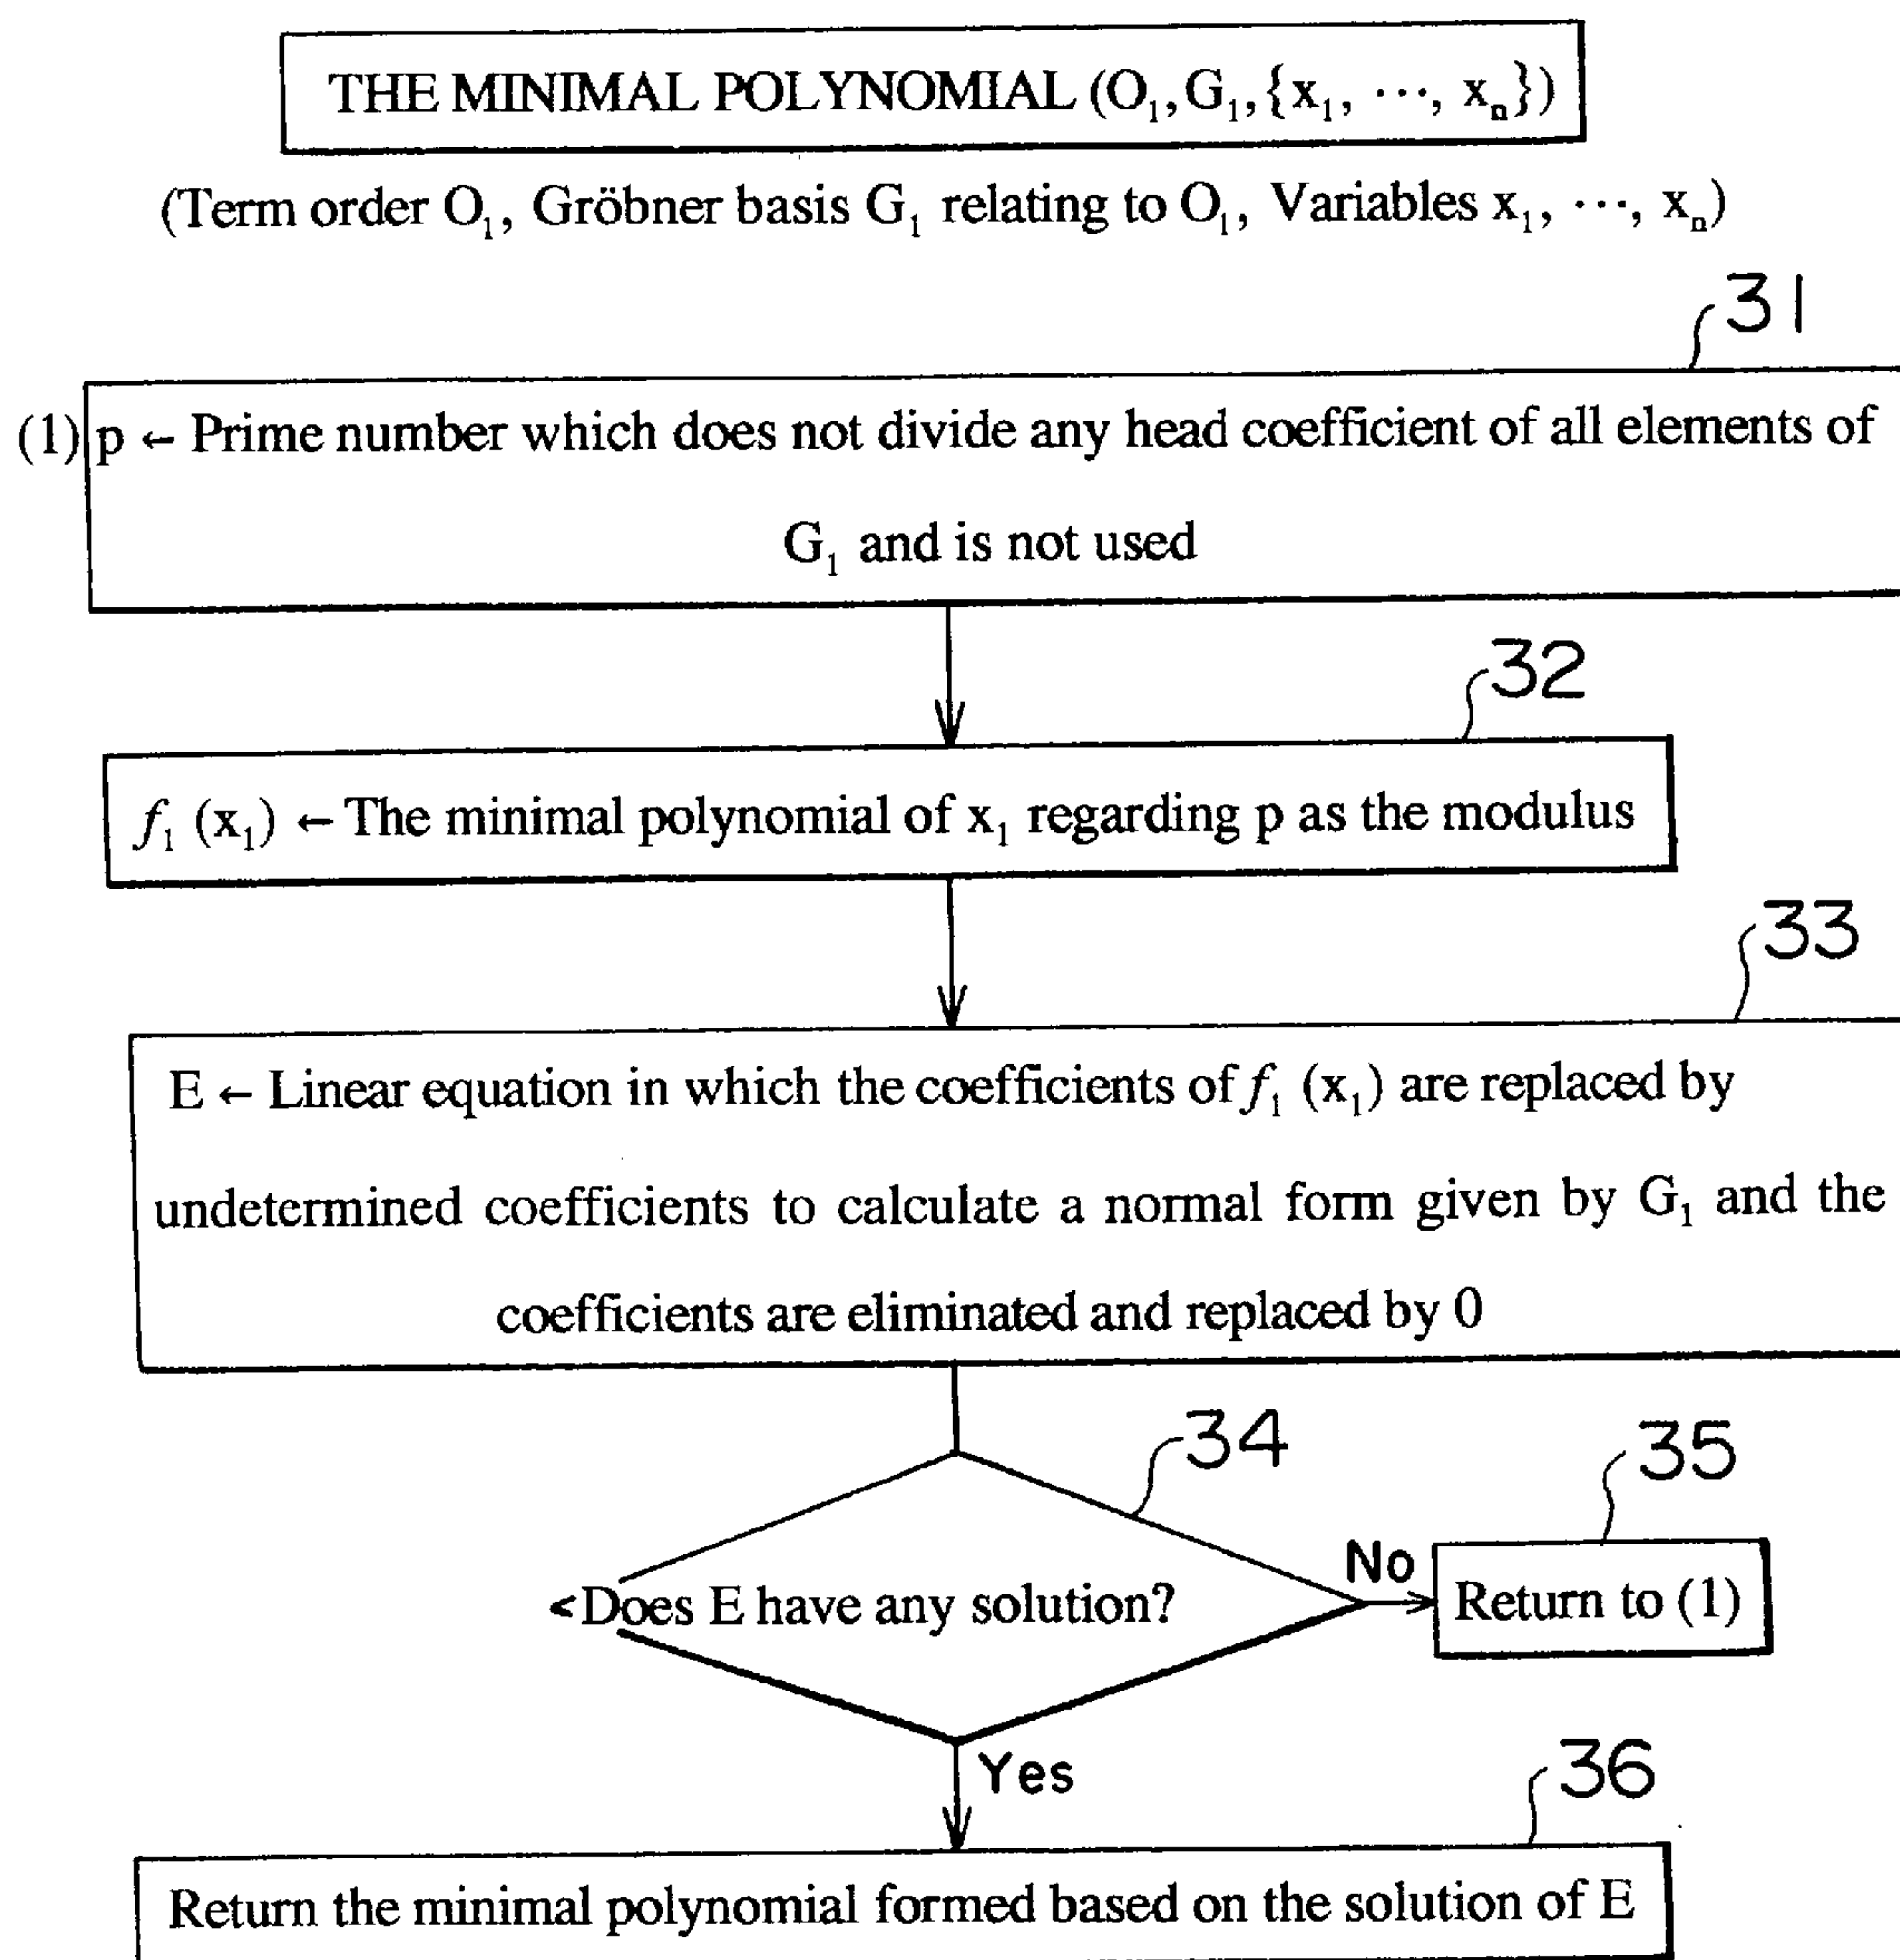 THE MINIMAL POLYNOMIAL (O₁, G₁, {x₁, ⋯, xₙ})
(Term order O₁, Gröbner basis G₁ relating to O₁, Variables x₁, ⋯, xₙ)
31
(1) p ← Prime number which does not divide any head coefficient of all elements of
G₁ and is not used
32
f₁ (x₁) ← The minimal polynomial of x₁ regarding p as the modulus
33
E ← Linear equation in which the coefficients of f₁ (x₁) are replaced by
undetermined coefficients to calculate a normal form given by G₁ and the
coefficients are eliminated and replaced by 0
34
35
<Does E have any solution?
No
Return to (1)
Yes
36
Return the minimal polynomial formed based on the solution of E